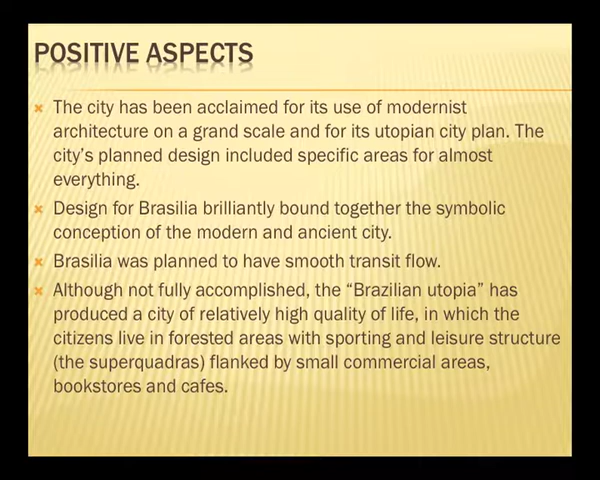 POSITIVE ASPECTS
The city has been acclaimed for its use of modernist
architecture on a grand scale and for its utopian city plan. The
city's planned design included specific areas for almost
everything.
Design for Brasilia brilliantly bound together the symbolic
conception of the modern and ancient city.
Brasilia was planned to have smooth transit flow.
Although not fully accomplished, the “Brazilian utopia” has
produced a city of relatively high quality of life, in which the
citizens live in forested areas with sporting and leisure structure
(the superquadras) flanked by small commercial areas,
bookstores and cafes.